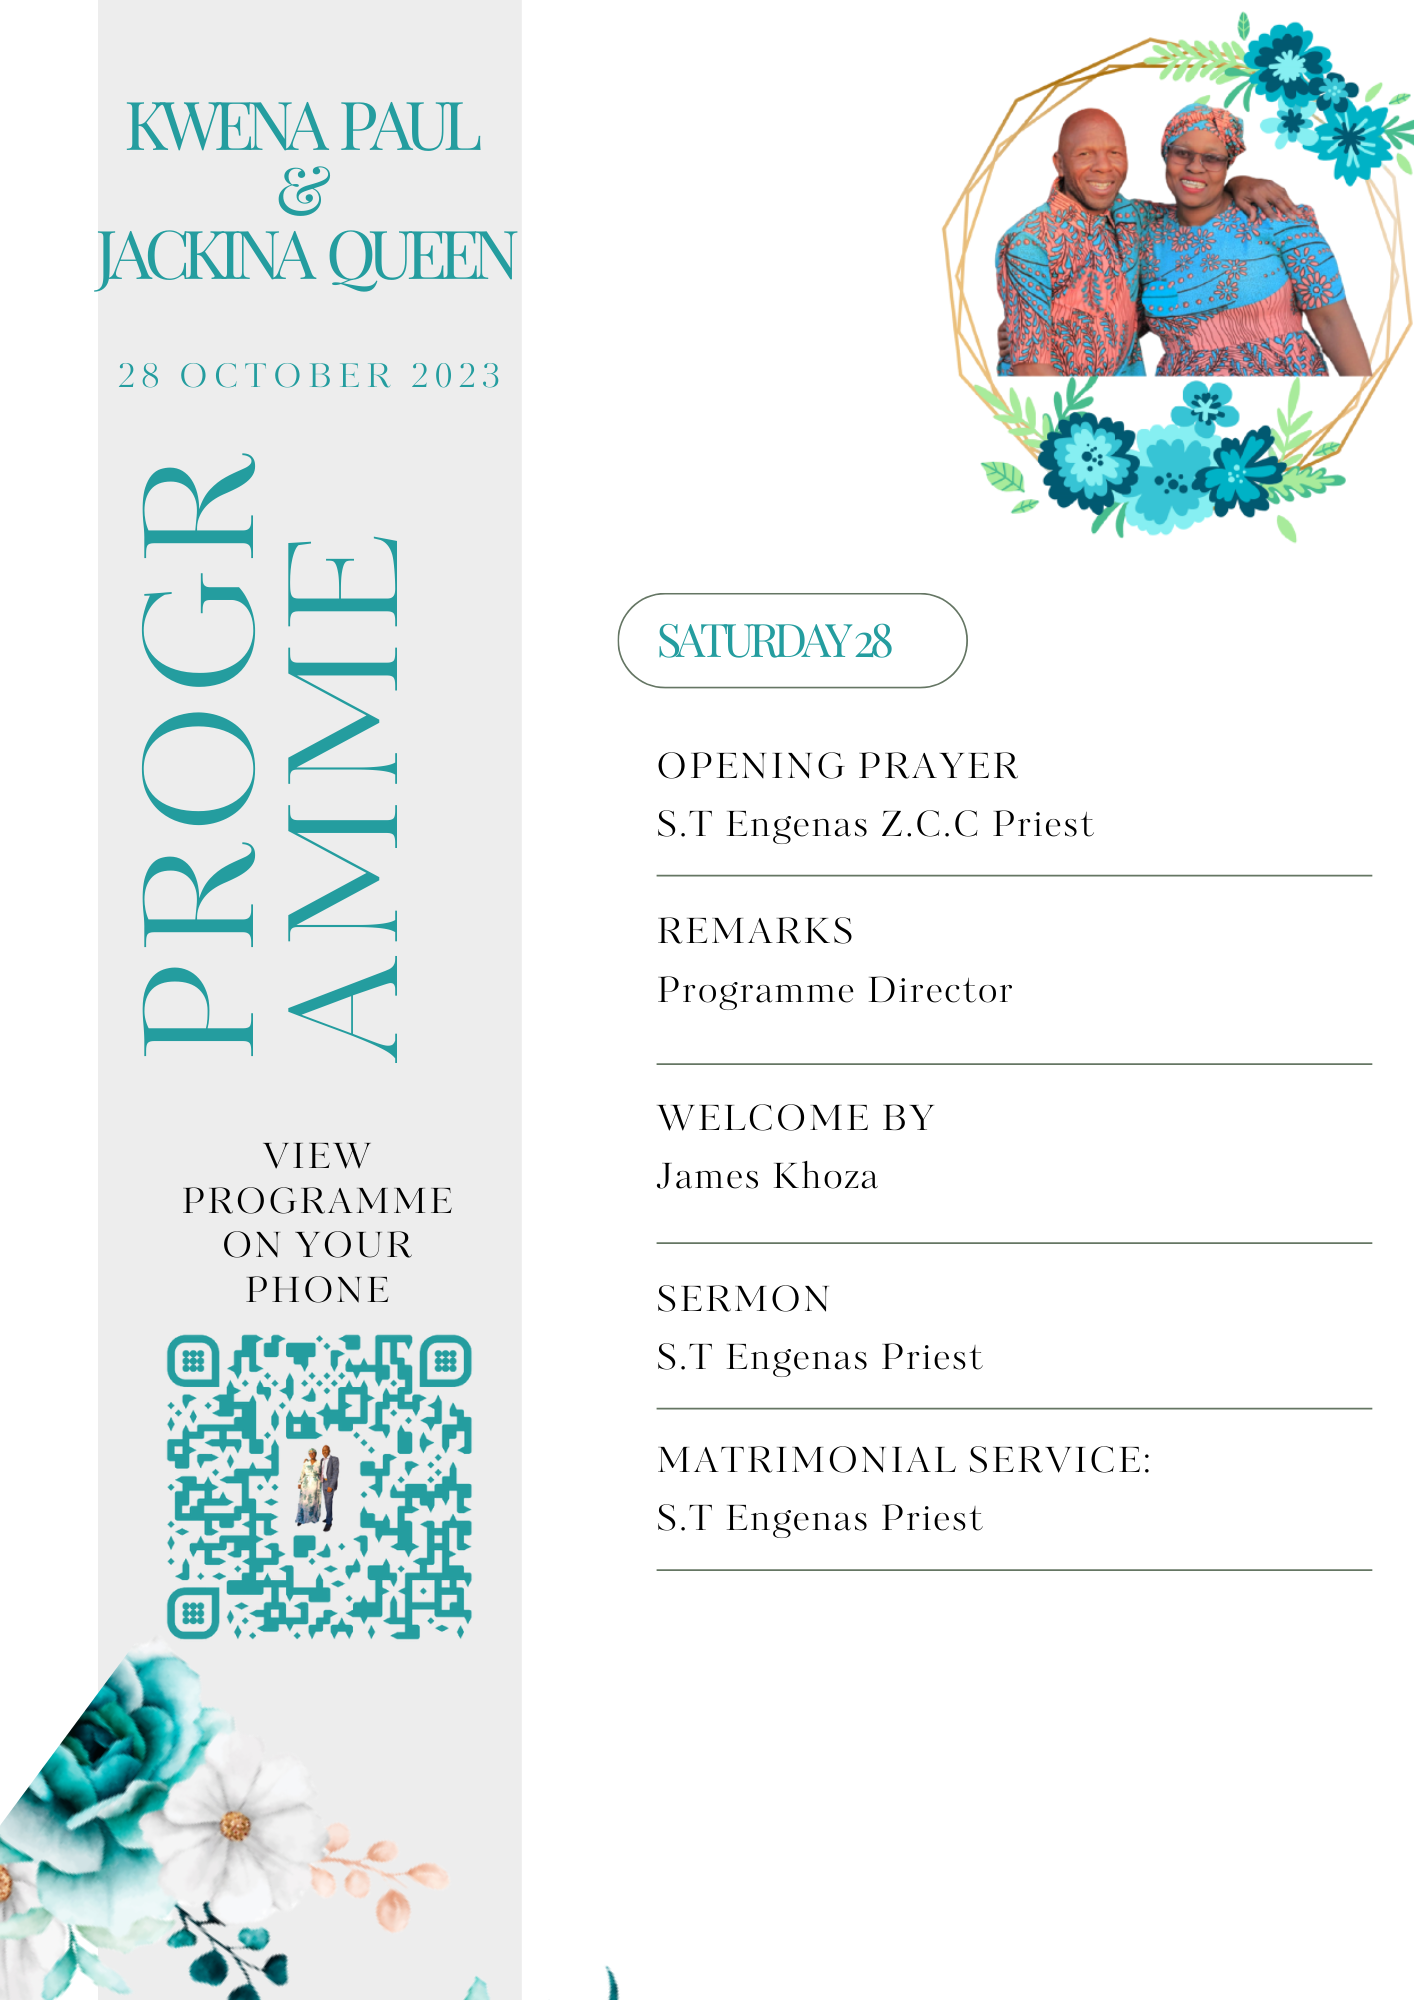 KWENA PAUL
&
JACKINA QUEEN
28 OCTOBER 2023
PROGR
AMME
VIEW
PROGRAMME
ON YOUR
PHONE
SATURDAY 28
OPENING PRAYER
S.T Engenas Z.C.C Priest
REMARKS
Programme Director
WELCOME BY
James Khoza
SERMON
S.T Engenas Priest
MATRIMONIAL SERVICE:
S.T Engenas Priest